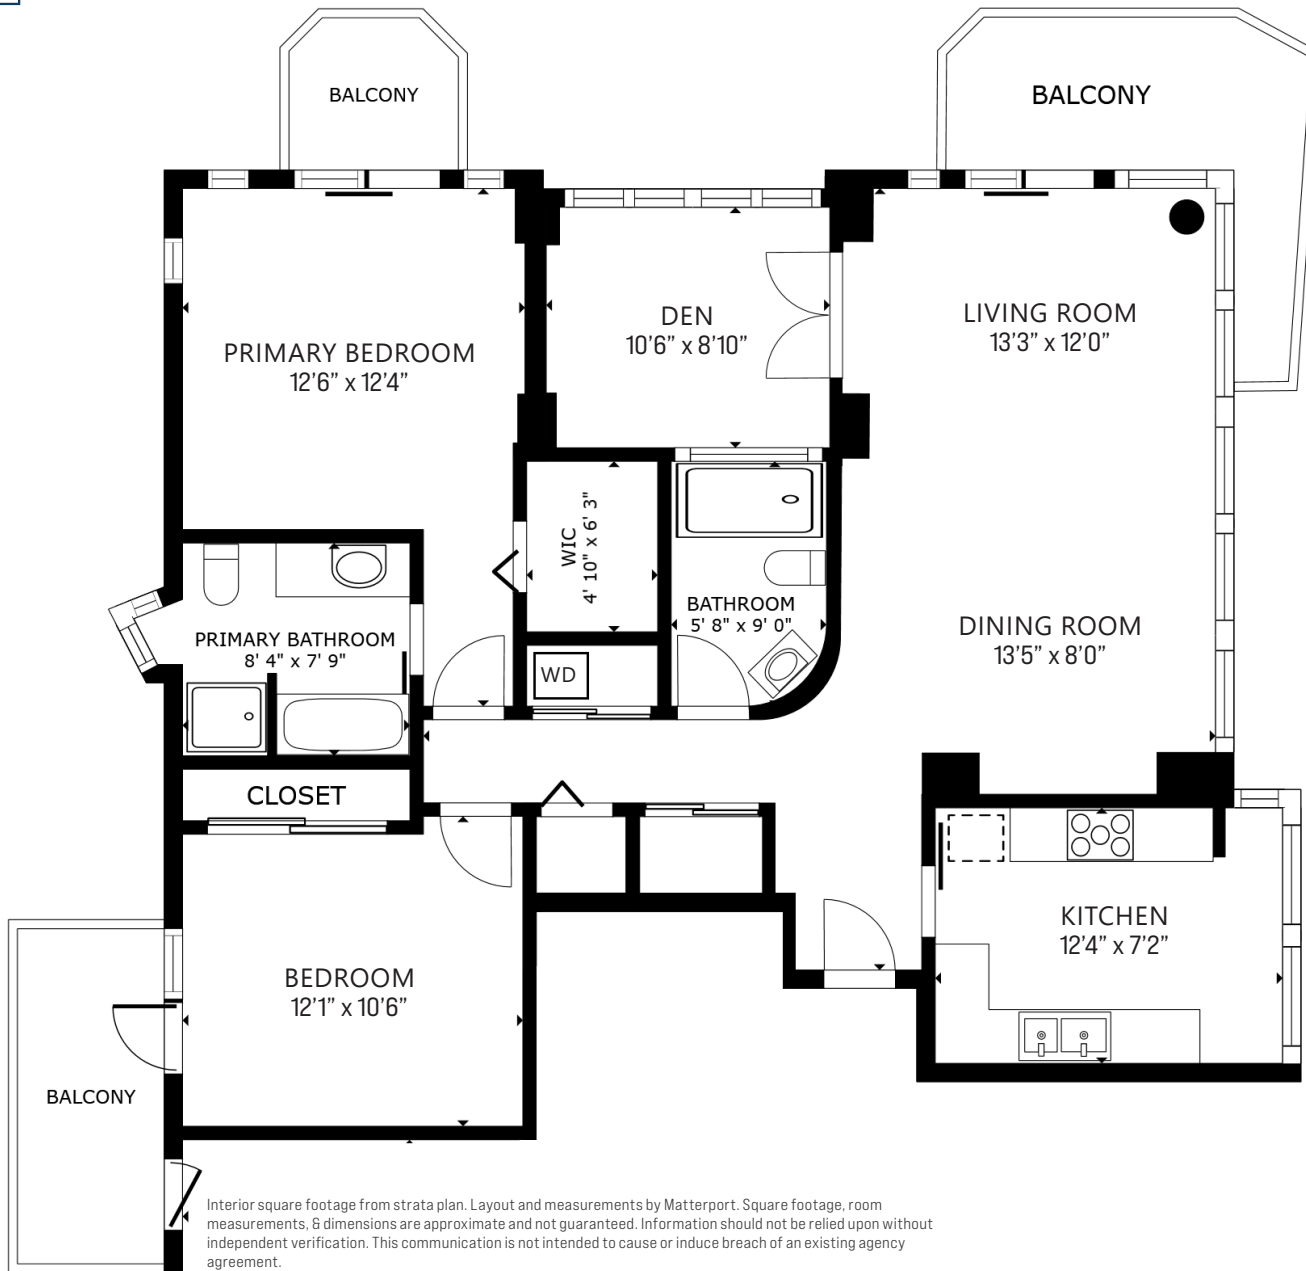 BALCONY
BALCONY
PRIMARY BEDROOM
12'6” x 12'4”
DEN
10'6” x 8'10”
LIVING ROOM
13'3” x 12'0”
WIC
4' 10" x 6' 3"
BATHROOM
5' 8" x 9' 0"
PRIMARY BATHROOM
8' 4" x 7' 9"
WD
DINING ROOM
13'5” x 8'0”
CLOSET
KITCHEN
12'4” x 7'2”
BEDROOM
12'1” x 10'6”
BALCONY
Interior square footage from strata plan. Layout and measurements by Matterport. Square footage, room
measurements, & dimensions are approximate and not guaranteed. Information should not be relied upon without
independent verification. This communication is not intended to cause or induce breach of an existing agency
agreement.